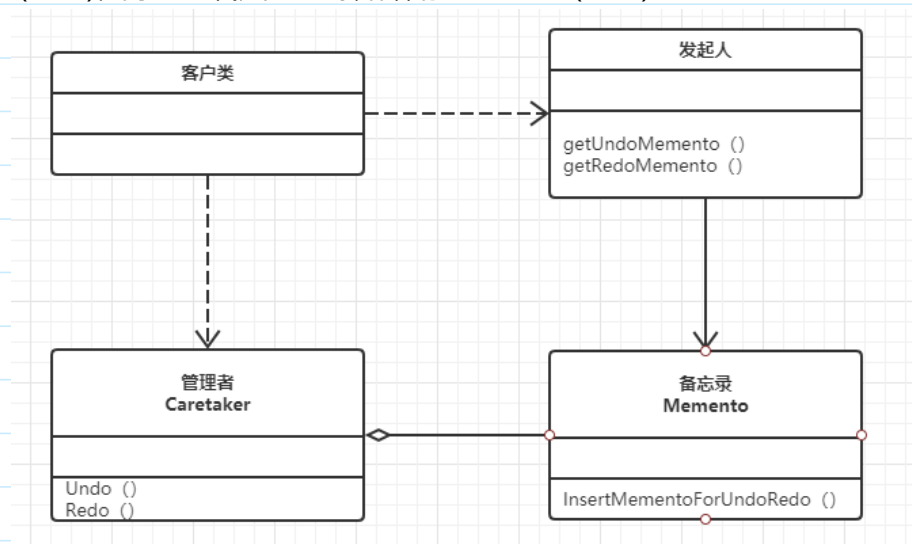 客户类
发起人
getUndoMemento（）
getRedoMemento（）
管理者
Caretaker
Undo（）
Redo（）
备忘录
Memento
InsertMementoForUndoRedo（）